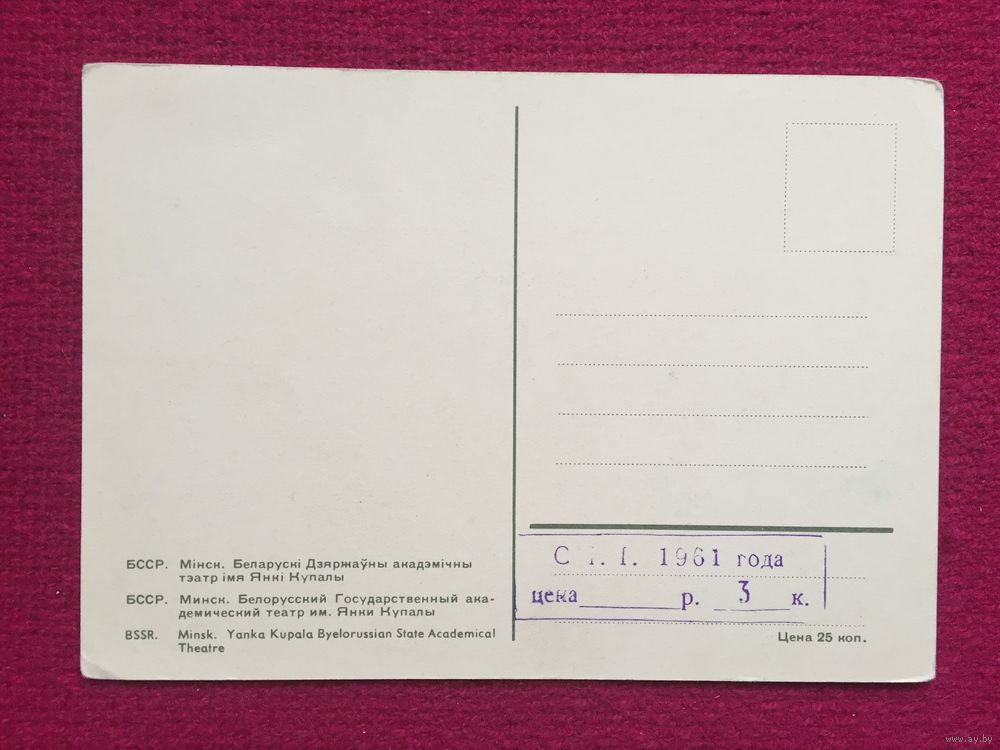 БССР. Мінск. Беларускі Дзяржаўны акадэмічны
тэатр імя Янкі Купалы
БССР. Минск. Белорусский Государственный ака-
демический театр им. Янки Купалы
BSSR. Minsk. Yanka Kupala Byelorussian State Academical
Theatre
С 1. I. 1961 года
цена р. 3 к.
Цена 25 коп.
www.ay.by